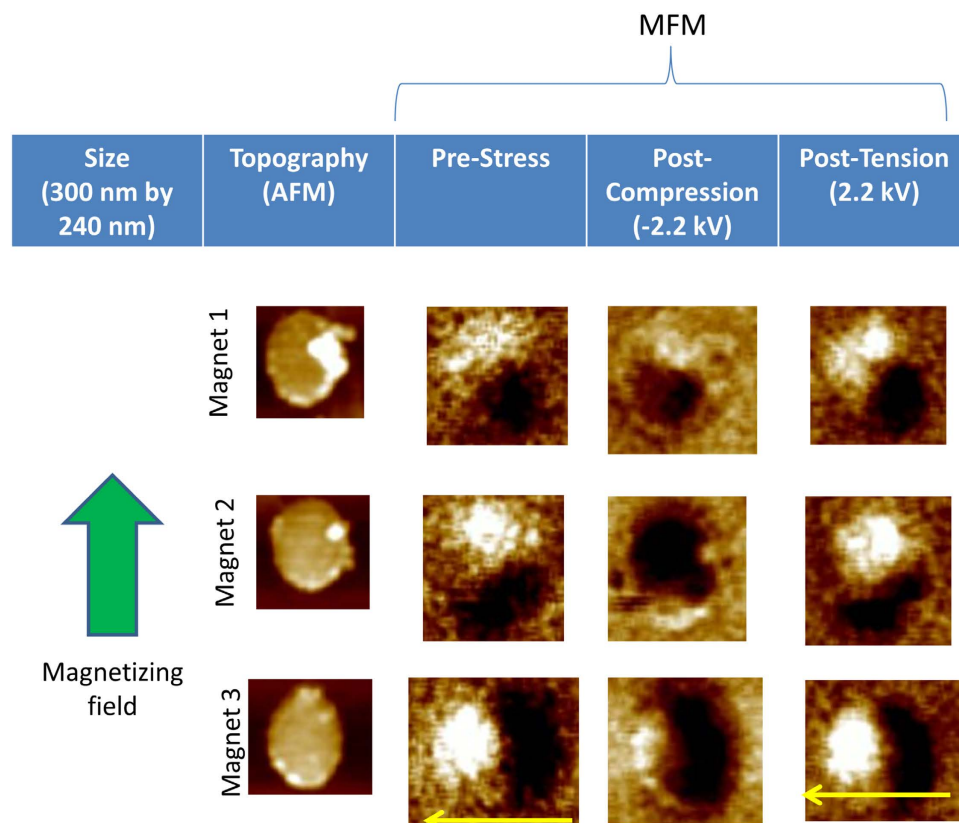 MFM
Size
(300 nm by
240 nm)
Topography
(AFM)
Pre-Stress
Post-
Compression
(-2.2 kV)
Post-Tension
(2.2 kV)
Magnet 1
Magnet 2
Magnetizing
field
Magnet 3